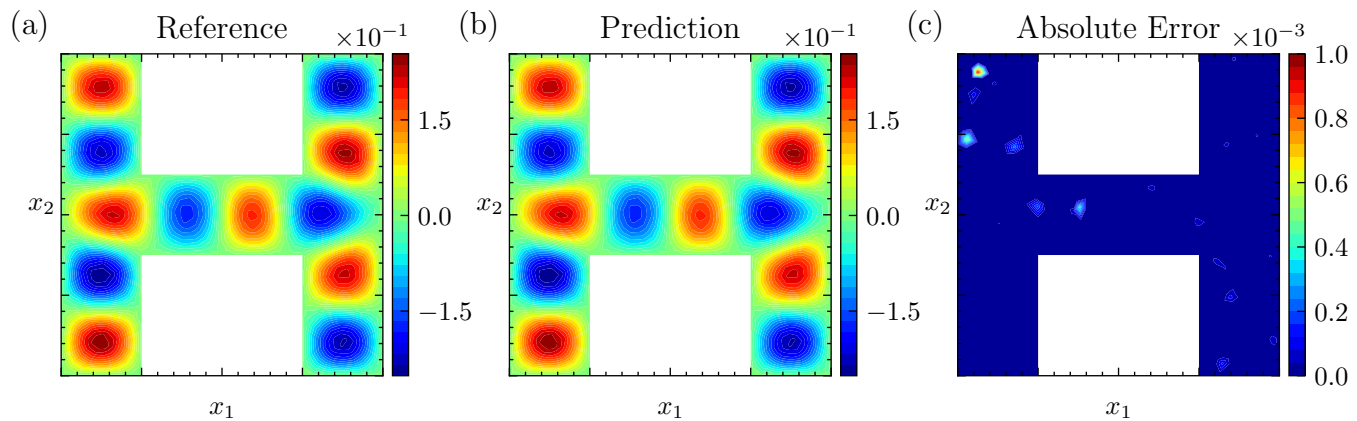 (a) Reference ×10⁻¹
1.5
0.0
−1.5
x₂
x₁
(b) Prediction ×10⁻¹
1.5
0.0
−1.5
x₂
x₁
(c) Absolute Error ×10⁻³
1.0
0.8
0.6
0.4
0.2
0.0
x₂
x₁